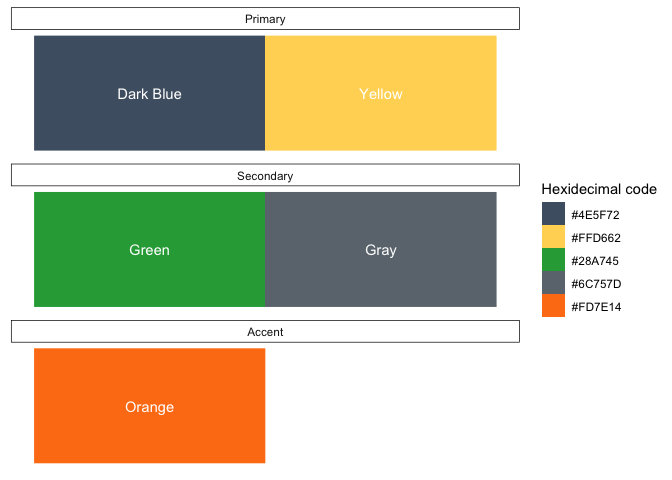 Primary
Dark Blue
Yellow
Secondary
Green
Gray
Accent
Orange
Hexidecimal code
#4E5F72
#FFD662
#28A745
#6C757D
#FD7E14